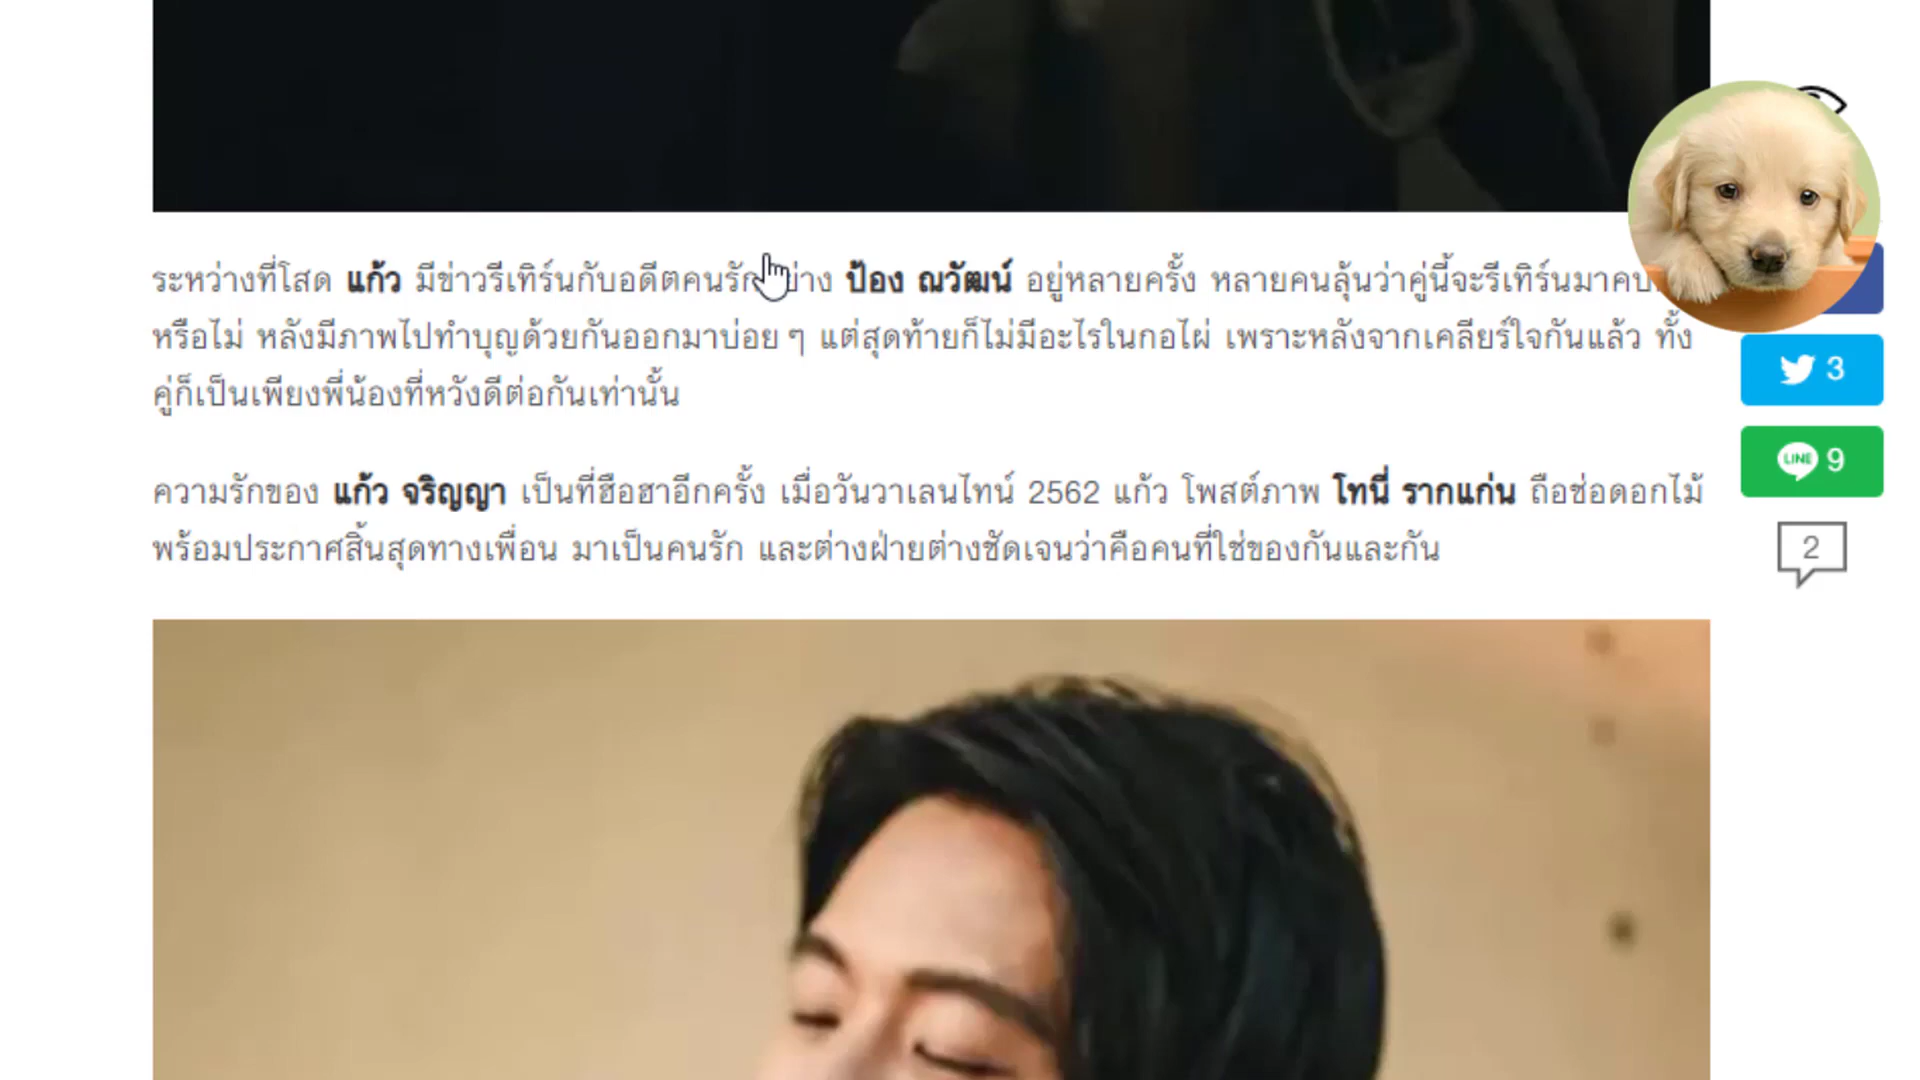 ระหว่างที่โสด แก้ว มีข่าวรีเทิร์นกับอดีตคนรัก ป้อง ณวัฒน์ อยู่หลายครั้ง หลายคนลุ้นว่าคู่นี้จะรีเทิร์นมา
หรือไม่ หลังมีภาพไปทำบุญด้วยกันออกมาบ่อย ๆ แต่สุดท้ายก็ไม่มีอะไรในกอไผ่ เพราะหลังจากเคลียร์ใจกันแล้ว ทั้ง
คู่ก็เป็นเพียงพี่น้องที่หวังดีต่อกันเท่านั้น
ความรักของ แก้ว จริญญา เป็นที่ฮือฮาอีกครั้ง เมื่อวันวาเลนไทน์ 2562 แก้ว โพสต์ภาพ โทนี่ รากแก่น ถือช่อดอกไม้
พร้อมประกาศสิ้นสุดทางเพื่อน มาเป็นคนรัก และต่างฝ่ายต่างชัดเจนว่าคือคนที่ใช่ของกันและกัน
3
LINE 9
2